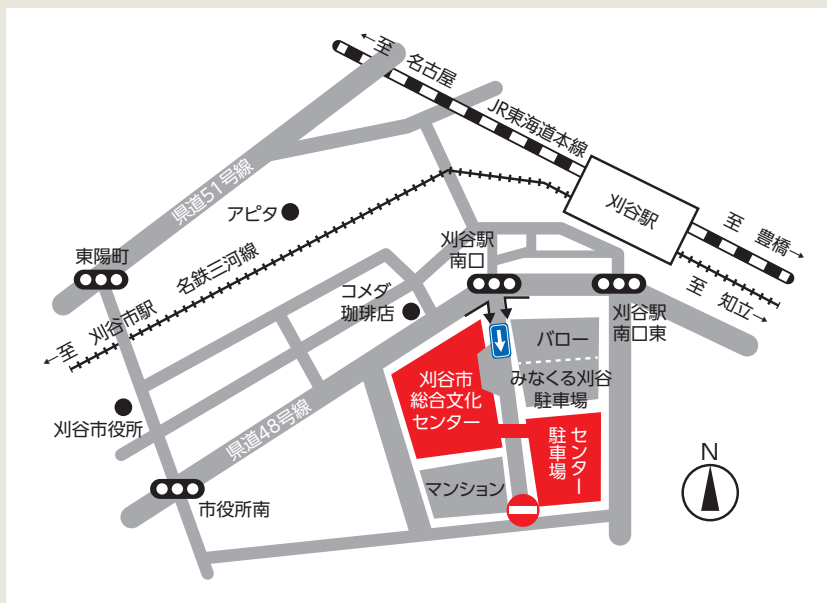 ←至 名古屋
JR東海道本線
刈谷駅
至 豊橋→
至 知立→
県道51号線
アピタ
東陽町
名鉄三河線
←至 刈谷市駅
刈谷駅
南口
コメダ
珈琲店
刈谷駅
南口東
バロー
みなくる刈谷
駐車場
刈谷市
総合文化
センター
センター
駐車場
マンション
刈谷市役所
県道48号線
市役所南
N